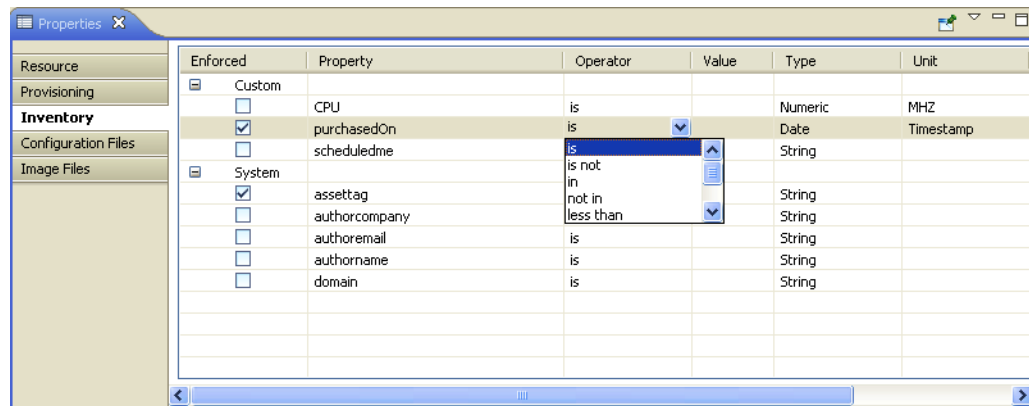 Properties
Resource
Provisioning
Inventory
Configuration Files
Image Files
Enforced Property Operator Value Type Unit
Custom
CPU is Numeric MHZ
purchasedOn is Date Timestamp
scheduledme String
is
is not
in
not in
less than
System
assettag String
authorcompany String
authoremail is String
authorname is String
domain is String